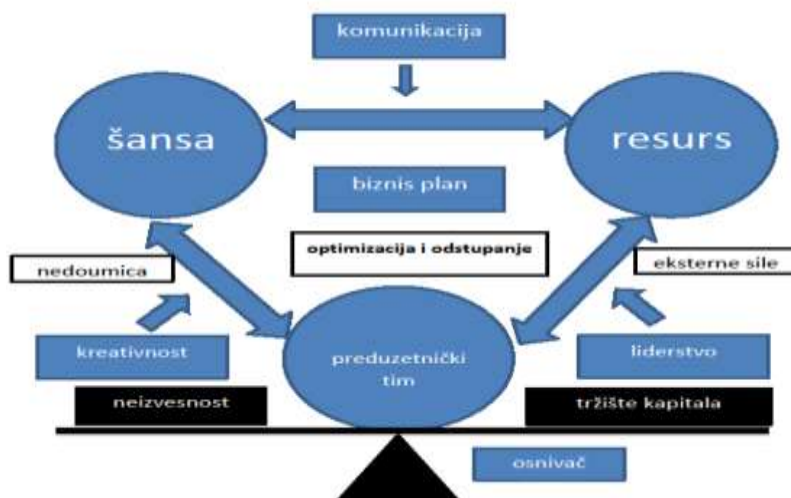 komunikacija
šansa
resurs
biznis plan
optimizacija i odstupanje
nedoumica
eksterne sile
kreativnost
preduzetnički
tim
liderstvo
neizvesnost
tržište kapitala
osnivač